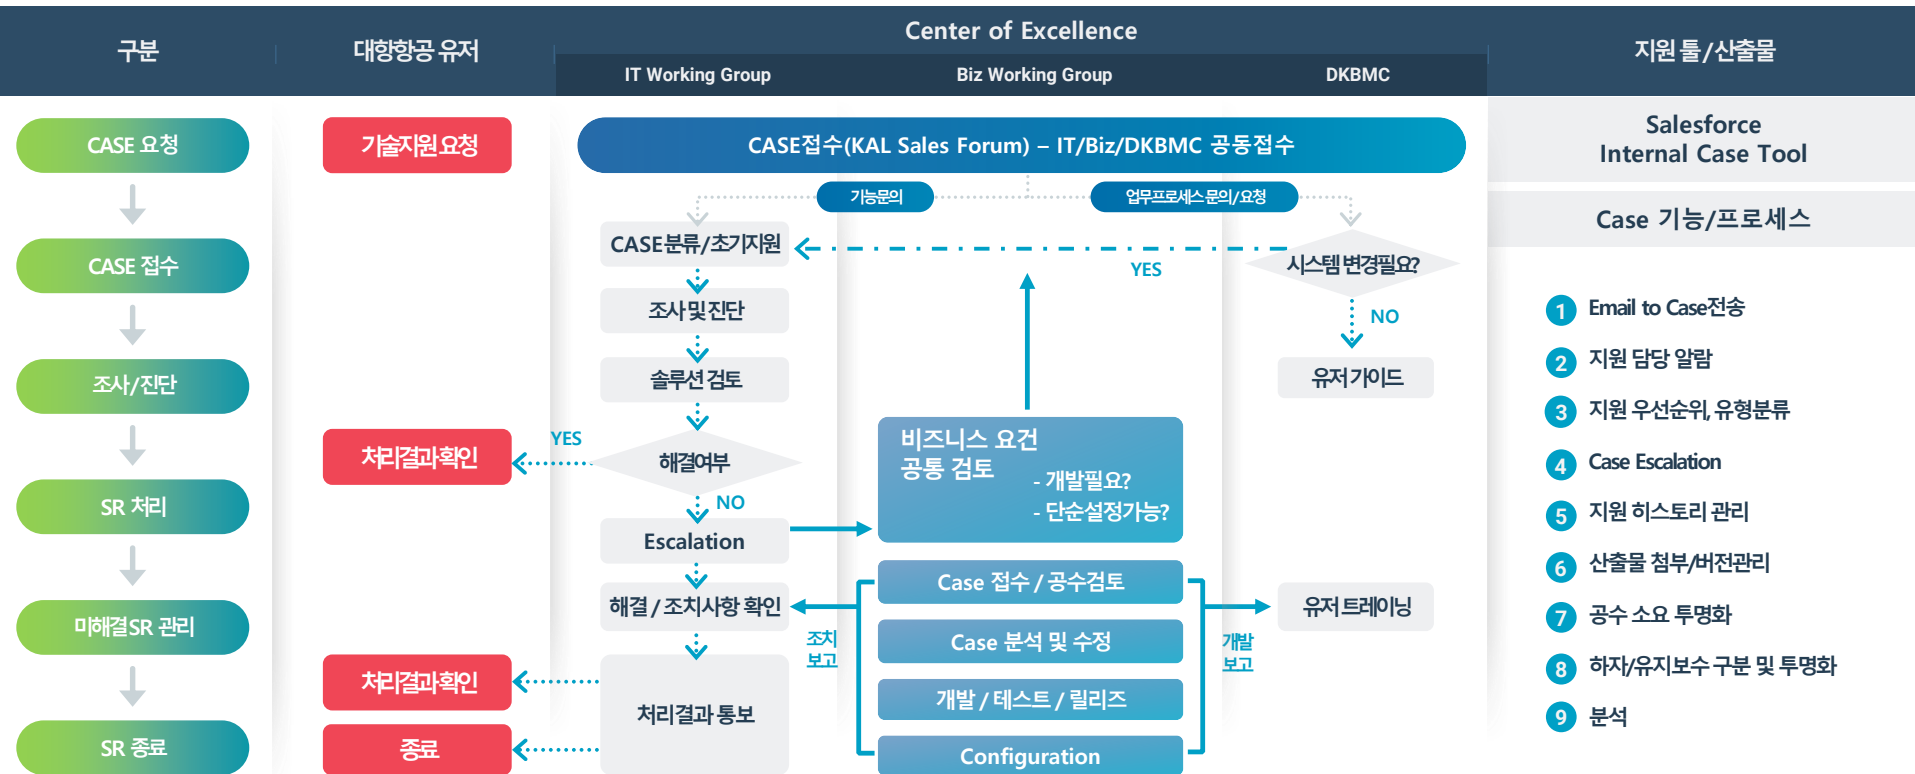 구분
대항항공 유저
Center of Excellence
IT Working Group
Biz Working Group
DKBMC
지원 툴/산출물
CASE 요청
CASE 접수
조사/진단
SR 처리
미해결SR 관리
SR 종료
기술지원요청
처리결과확인
처리결과확인
종료
CASE접수(KAL Sales Forum) – IT/Biz/DKBMC 공동접수
기능문의
업무프로세스문의/요청
CASE분류/초기지원
YES
시스템변경필요?
조사및진단
NO
솔루션검토
유저가이드
YES
해결여부
NO
Escalation
비즈니스 요건
공통 검토
- 개발필요?
- 단순설정가능?
해결/조치사항 확인
조치
보고
Case 접수 / 공수검토
Case 분석 및 수정
개발 / 테스트 / 릴리즈
Configuration
개발
보고
유저트레이닝
처리결과통보
Salesforce
Internal Case Tool
Case 기능/프로세스
1 Email to Case전송
2 지원 담당 알람
3 지원 우선순위, 유형분류
4 Case Escalation
5 지원 히스토리 관리
6 산출물 첨부/버전관리
7 공수 소요 투명화
8 하자/유지보수 구분 및 투명화
9 분석